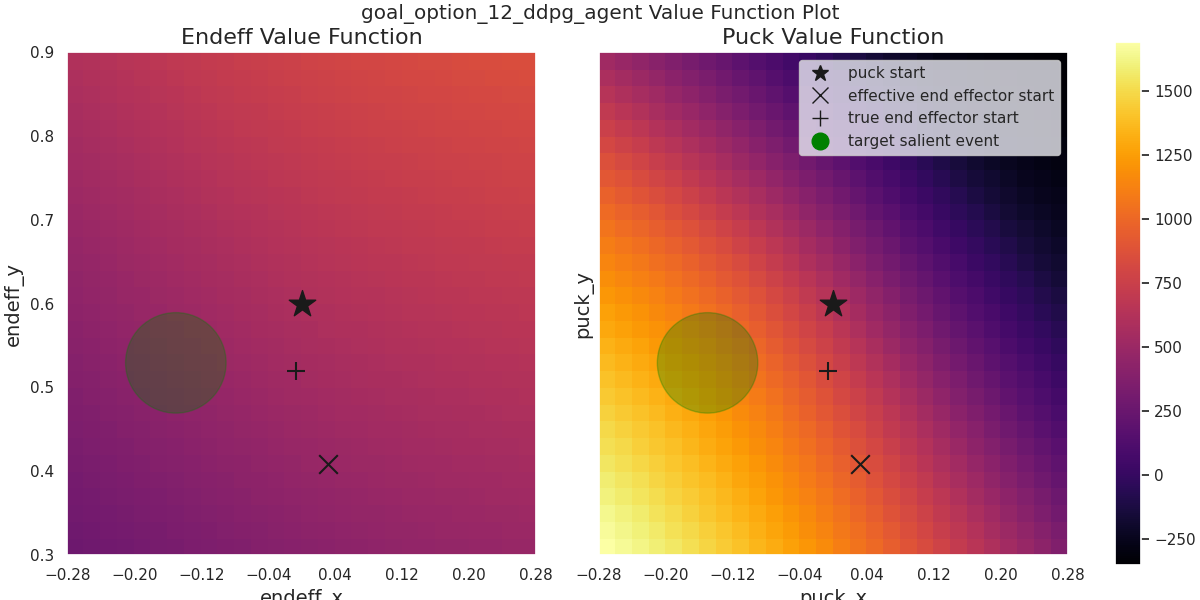 goal_option_12_ddpg_agent Value Function Plot
Endeff Value Function
Puck Value Function
puck start
effective end effector start
true end effector start
target salient event
endeff_y
0.9
0.8
0.7
0.6
0.5
0.4
0.3
−0.28 −0.20 −0.12 −0.04 0.04 0.12 0.20 0.28
endeff_x
puck_y
−0.28 −0.20 −0.12 −0.04 0.04 0.12 0.20 0.28
puck_x
1500
1250
1000
750
500
250
0
−250